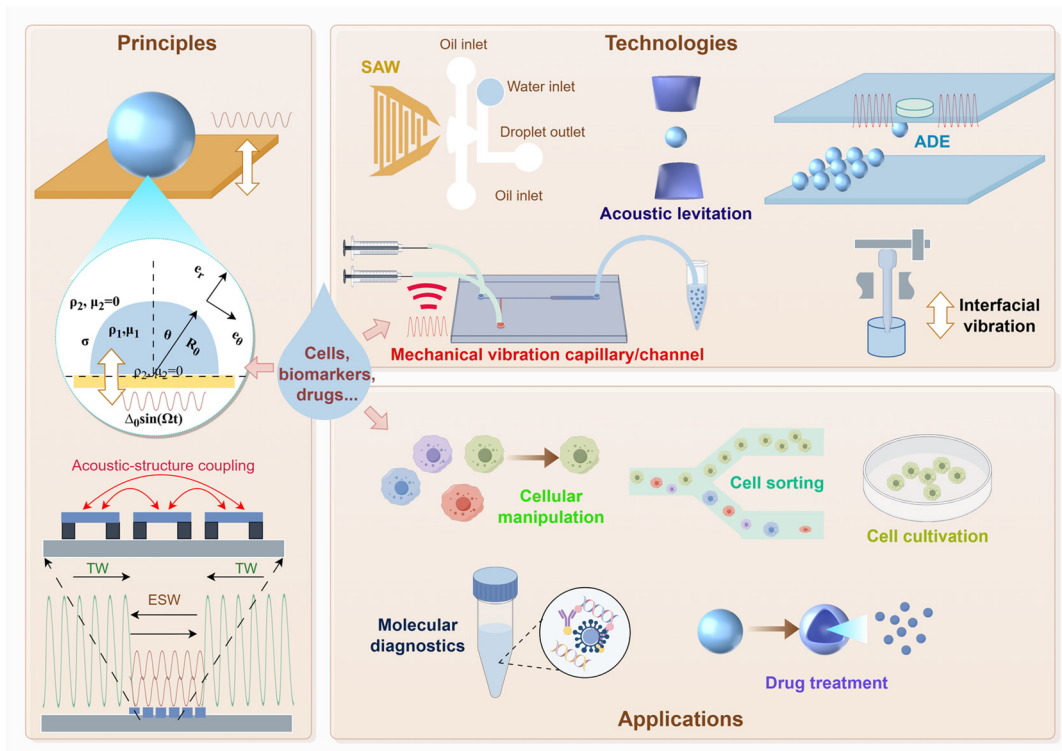 Principles
ρ₂, μ₂=0
ρ₁,μ₁
σ
θ
R₀
e_r
e_θ
ρ₂, μ₂=0
Δ₀sin(Ωt)
Acoustic-structure coupling
TW
TW
ESW
Cells,
biomarkers,
drugs...
Technologies
SAW
Oil inlet
Water inlet
Droplet outlet
Oil inlet
Acoustic levitation
ADE
Mechanical vibration capillary/channel
Interfacial
vibration
Cellular
manipulation
Cell sorting
Cell cultivation
Molecular
diagnostics
Drug treatment
Applications